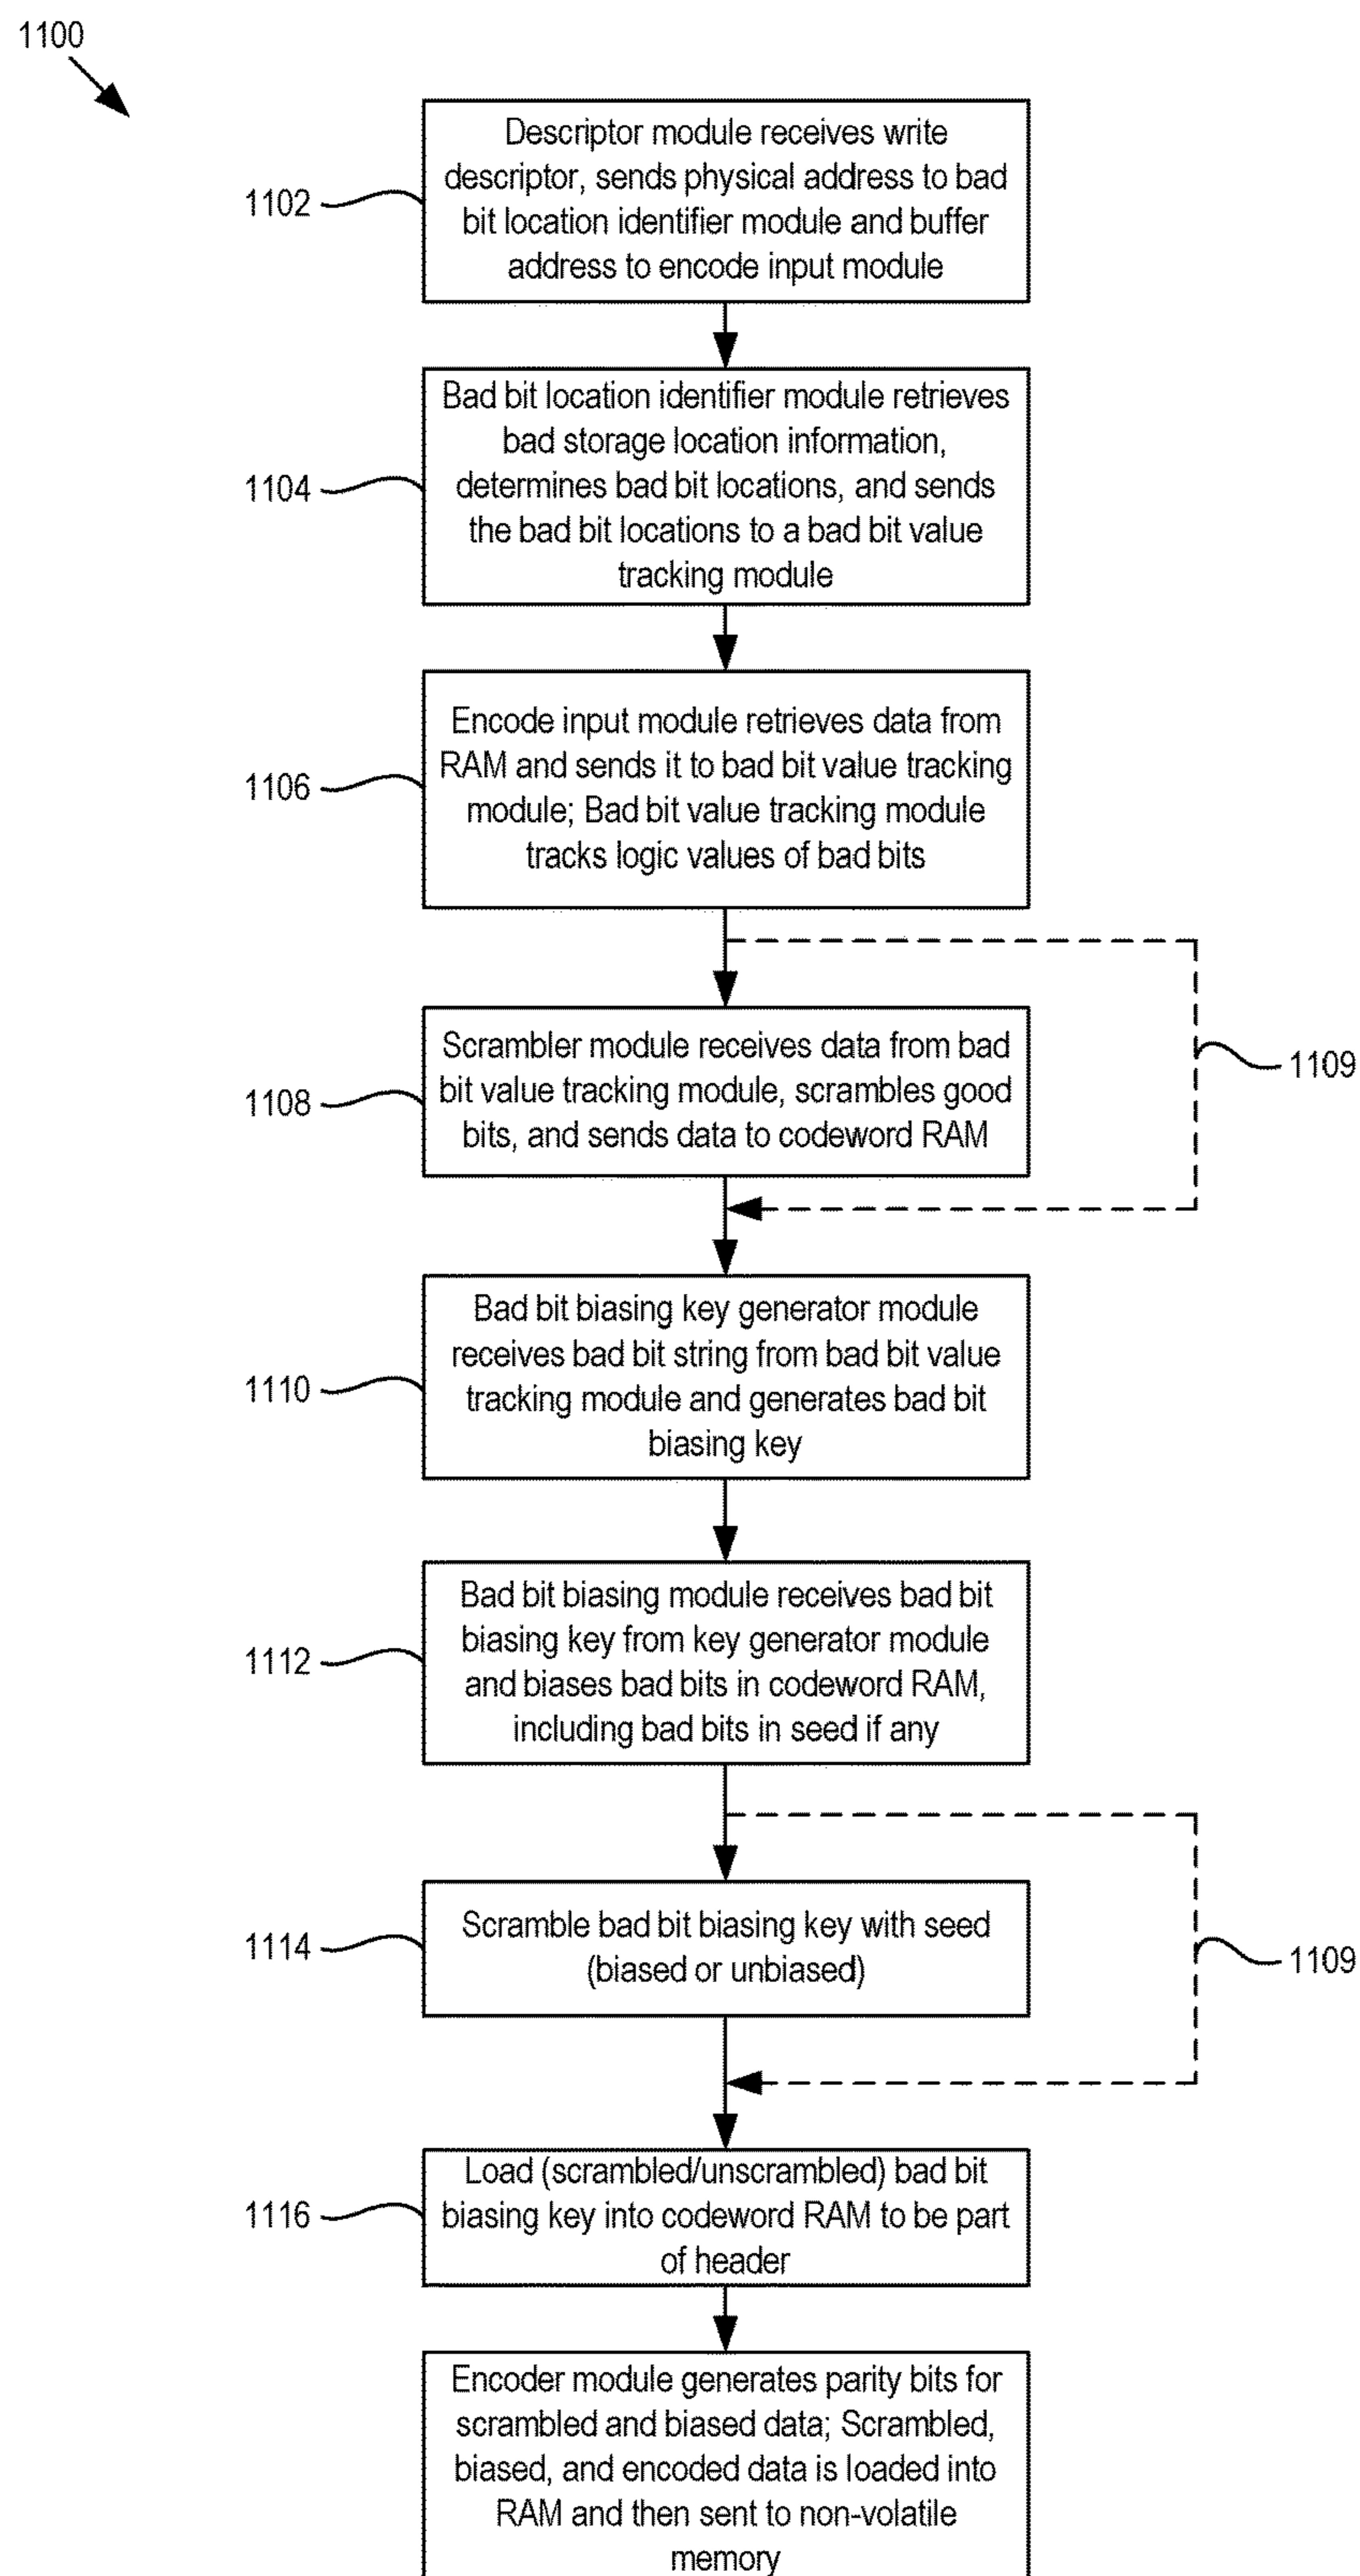 1100
Descriptor module receives write
descriptor, sends physical address to bad
bit location identifier module and buffer
address to encode input module
1102
Bad bit location identifier module retrieves
bad storage location information,
determines bad bit locations, and sends
the bad bit locations to a bad bit value
tracking module
1104
Encode input module retrieves data from
RAM and sends it to bad bit value tracking
module; Bad bit value tracking module
tracks logic values of bad bits
1106
Scrambler module receives data from bad
bit value tracking module, scrambles good
bits, and sends data to codeword RAM
1108
1109
Bad bit biasing key generator module
receives bad bit string from bad bit value
tracking module and generates bad bit
biasing key
1110
Bad bit biasing module receives bad bit
biasing key from key generator module
and biases bad bits in codeword RAM,
including bad bits in seed if any
1112
Scramble bad bit biasing key with seed
(biased or unbiased)
1114
1109
Load (scrambled/unscrambled) bad bit
biasing key into codeword RAM to be part
of header
1116
Encoder module generates parity bits for
scrambled and biased data; Scrambled,
biased, and encoded data is loaded into
RAM and then sent to non-volatile
memory